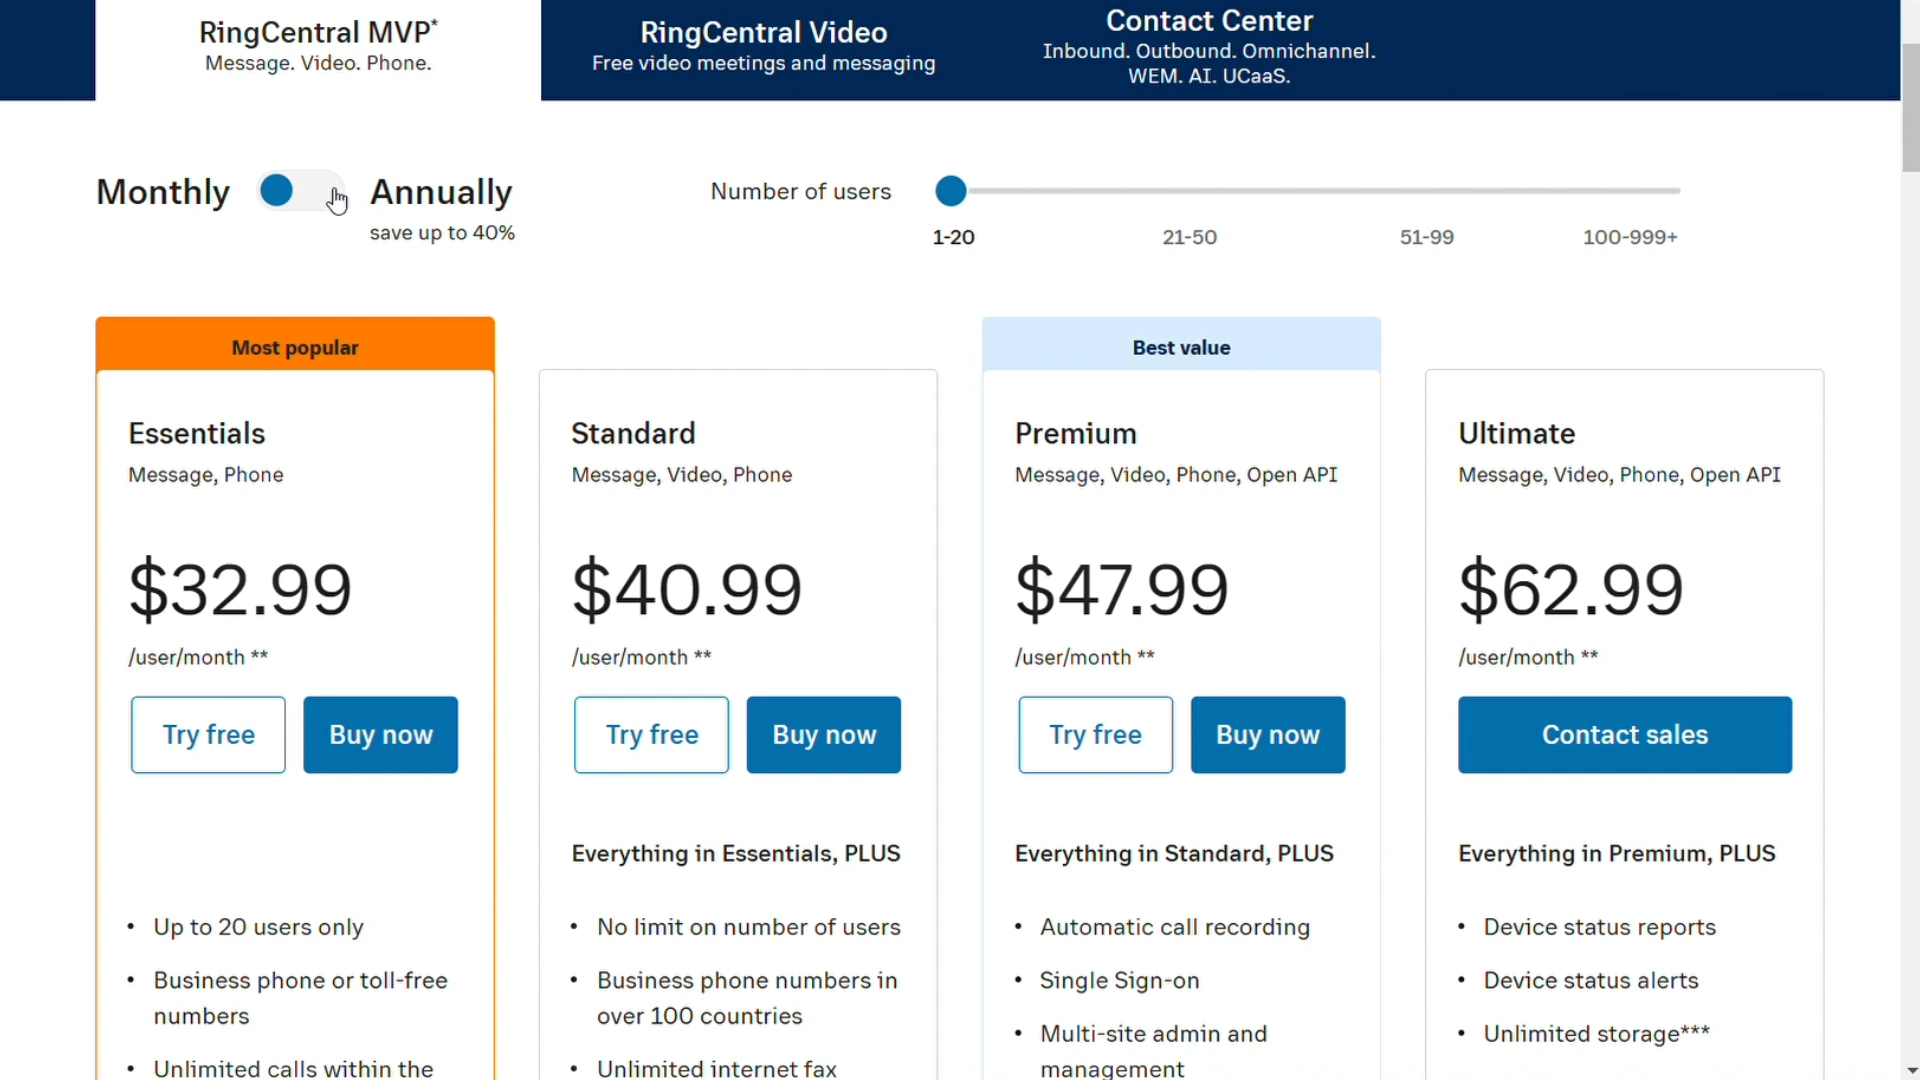 RingCentral MVP*
Message. Video. Phone.
RingCentral Video
Free video meetings and messaging
Contact Center
Inbound. Outbound. Omnichannel.
WEM. AI. UCaaS.
Monthly
Annually
save up to 40%
Number of users
1-20
21-50
51-99
100-999+
Most popular
Essentials
Message, Phone
$32.99
/user/month **
Try free
Buy now
• Up to 20 users only
• Business phone or toll-free
numbers
• Unlimited calls within the
Standard
Message, Video, Phone
$40.99
/user/month **
Try free
Buy now
Everything in Essentials, PLUS
• No limit on number of users
• Business phone numbers in
over 100 countries
• Unlimited internet fax
Best value
Premium
Message, Video, Phone, Open API
$47.99
/user/month **
Try free
Buy now
Everything in Standard, PLUS
• Automatic call recording
• Single Sign-on
• Multi-site admin and
management
Ultimate
Message, Video, Phone, Open API
$62.99
/user/month **
Contact sales
Everything in Premium, PLUS
• Device status reports
• Device status alerts
• Unlimited storage***